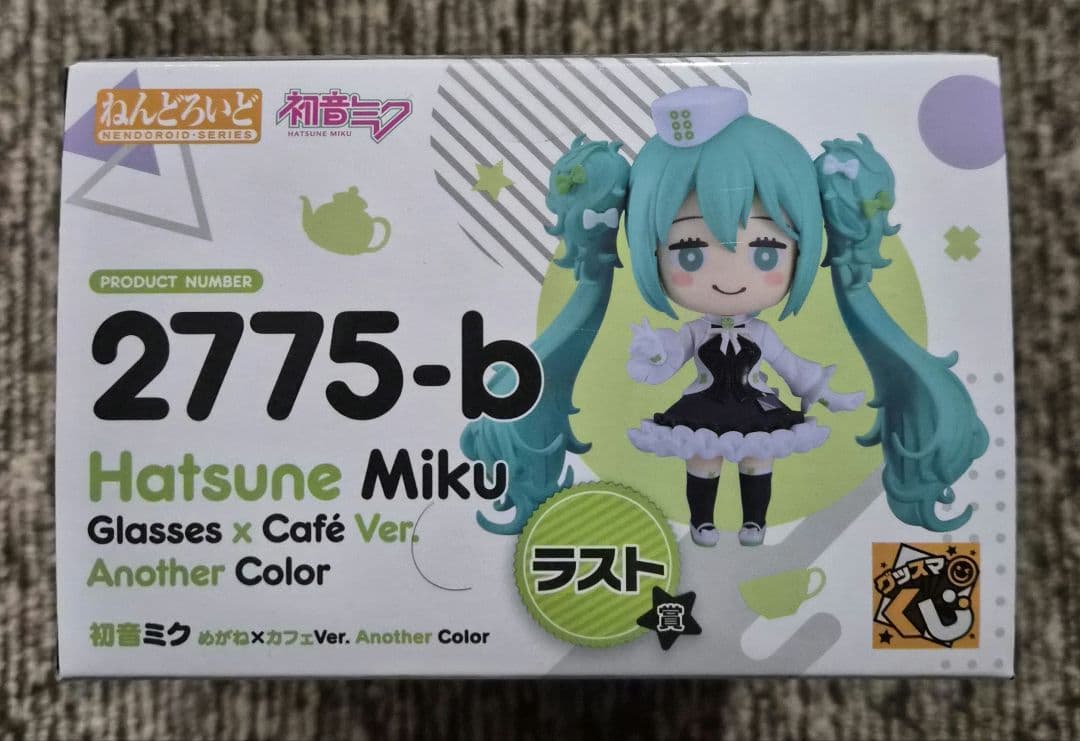 ねんどろいど
NENDOROID・SERIES
初音ミク
HATSUNE MIKU
PRODUCT NUMBER
2775-b
Hatsune Miku
Glasses x Café Ver.
Another Color
初音ミク めがね×カフェVer. Another Color
ラスト
賞
グッスマ
くじ